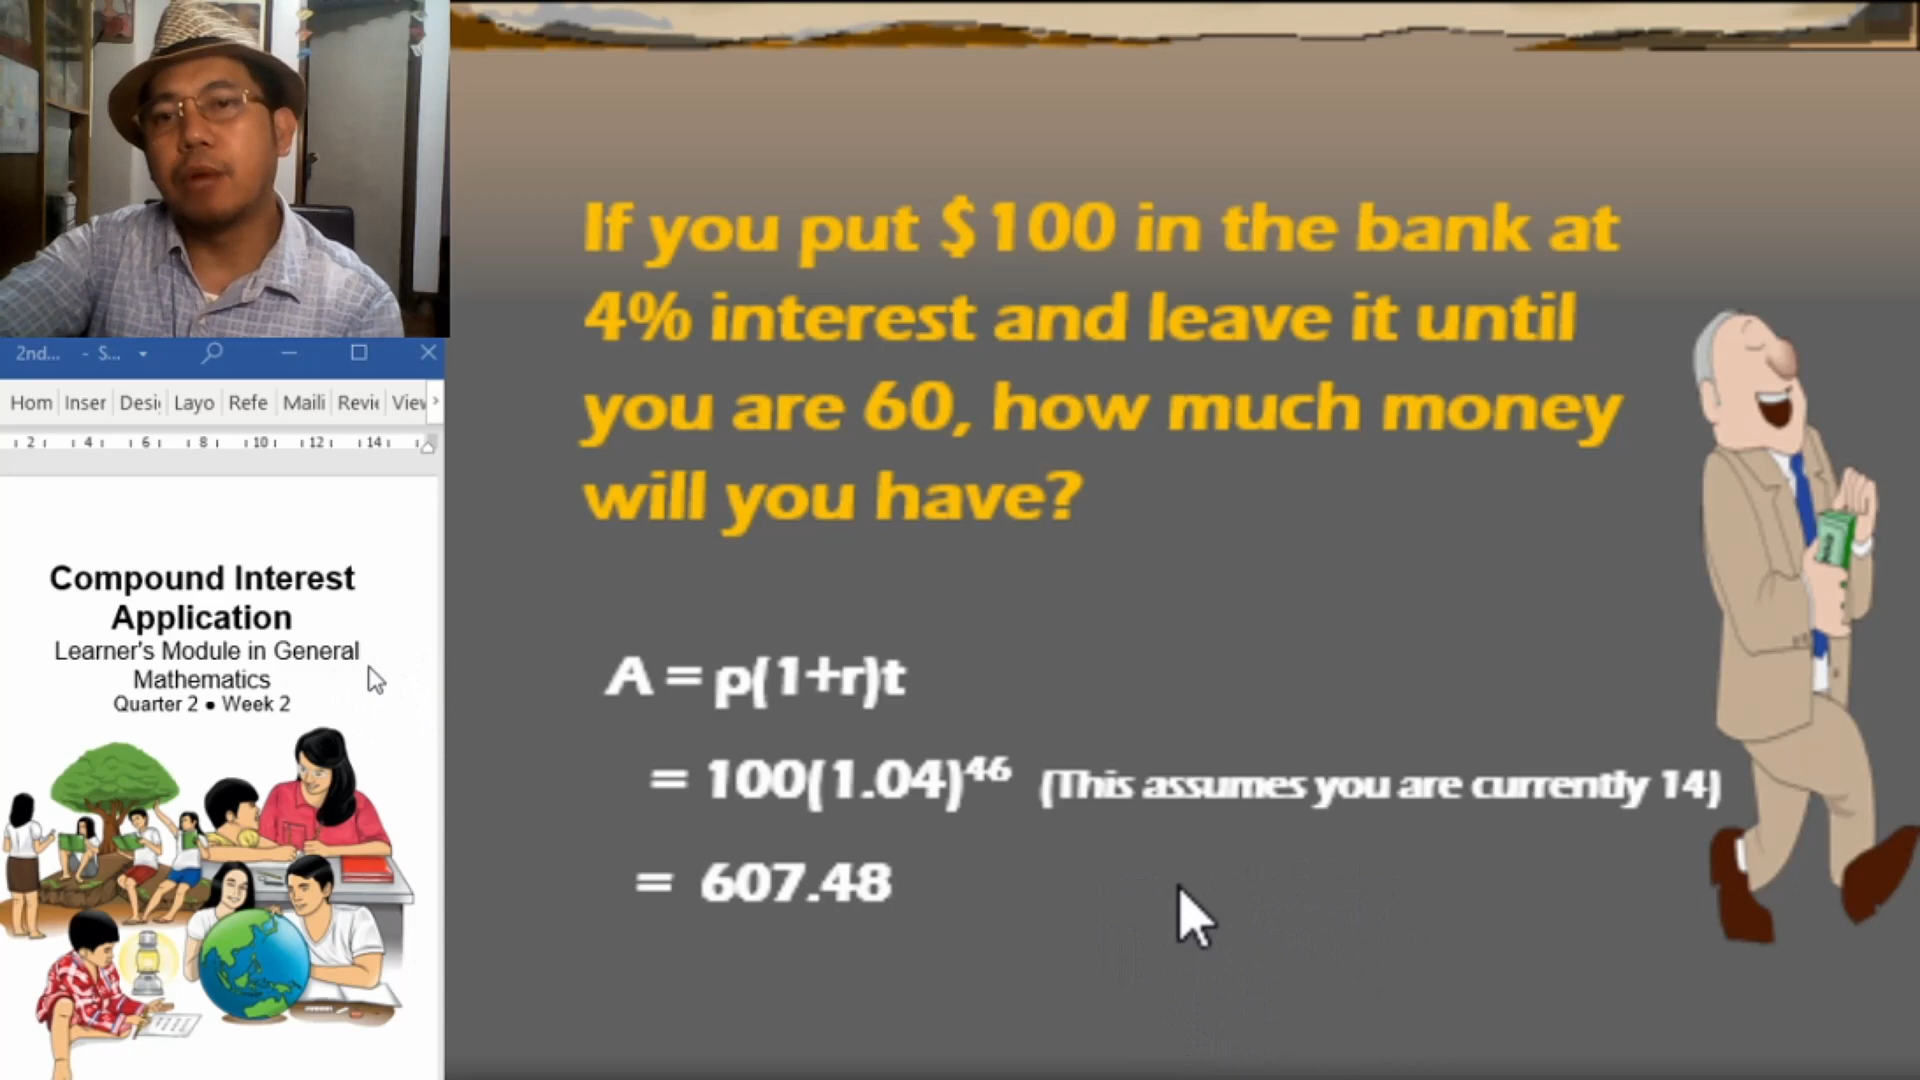 2nd... - S...
Hom Inser Desi Layo Refe Maili Revie View
2 4 6 8 10 12 14
Compound Interest
Application
Learner's Module in General
Mathematics
Quarter 2 ● Week 2
If you put $100 in the bank at
4% interest and leave it until
you are 60, how much money
will you have?
A = p(1+r)t
= 100(1.04)⁴⁶ (This assumes you are currently 14)
= 607.48